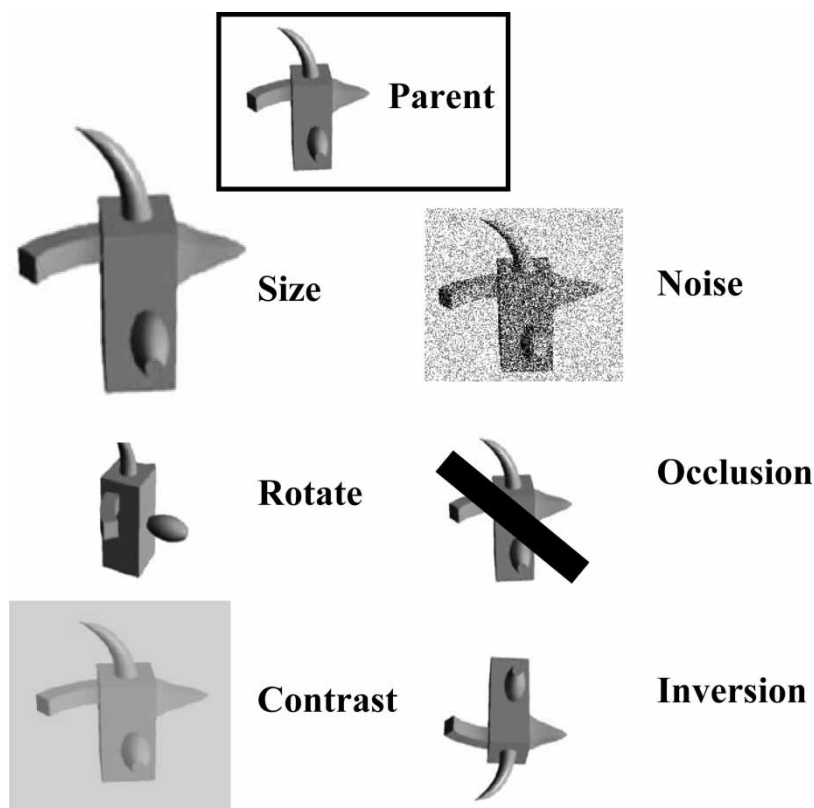 Parent
Size
Noise
Rotate
Occlusion
Contrast
Inversion